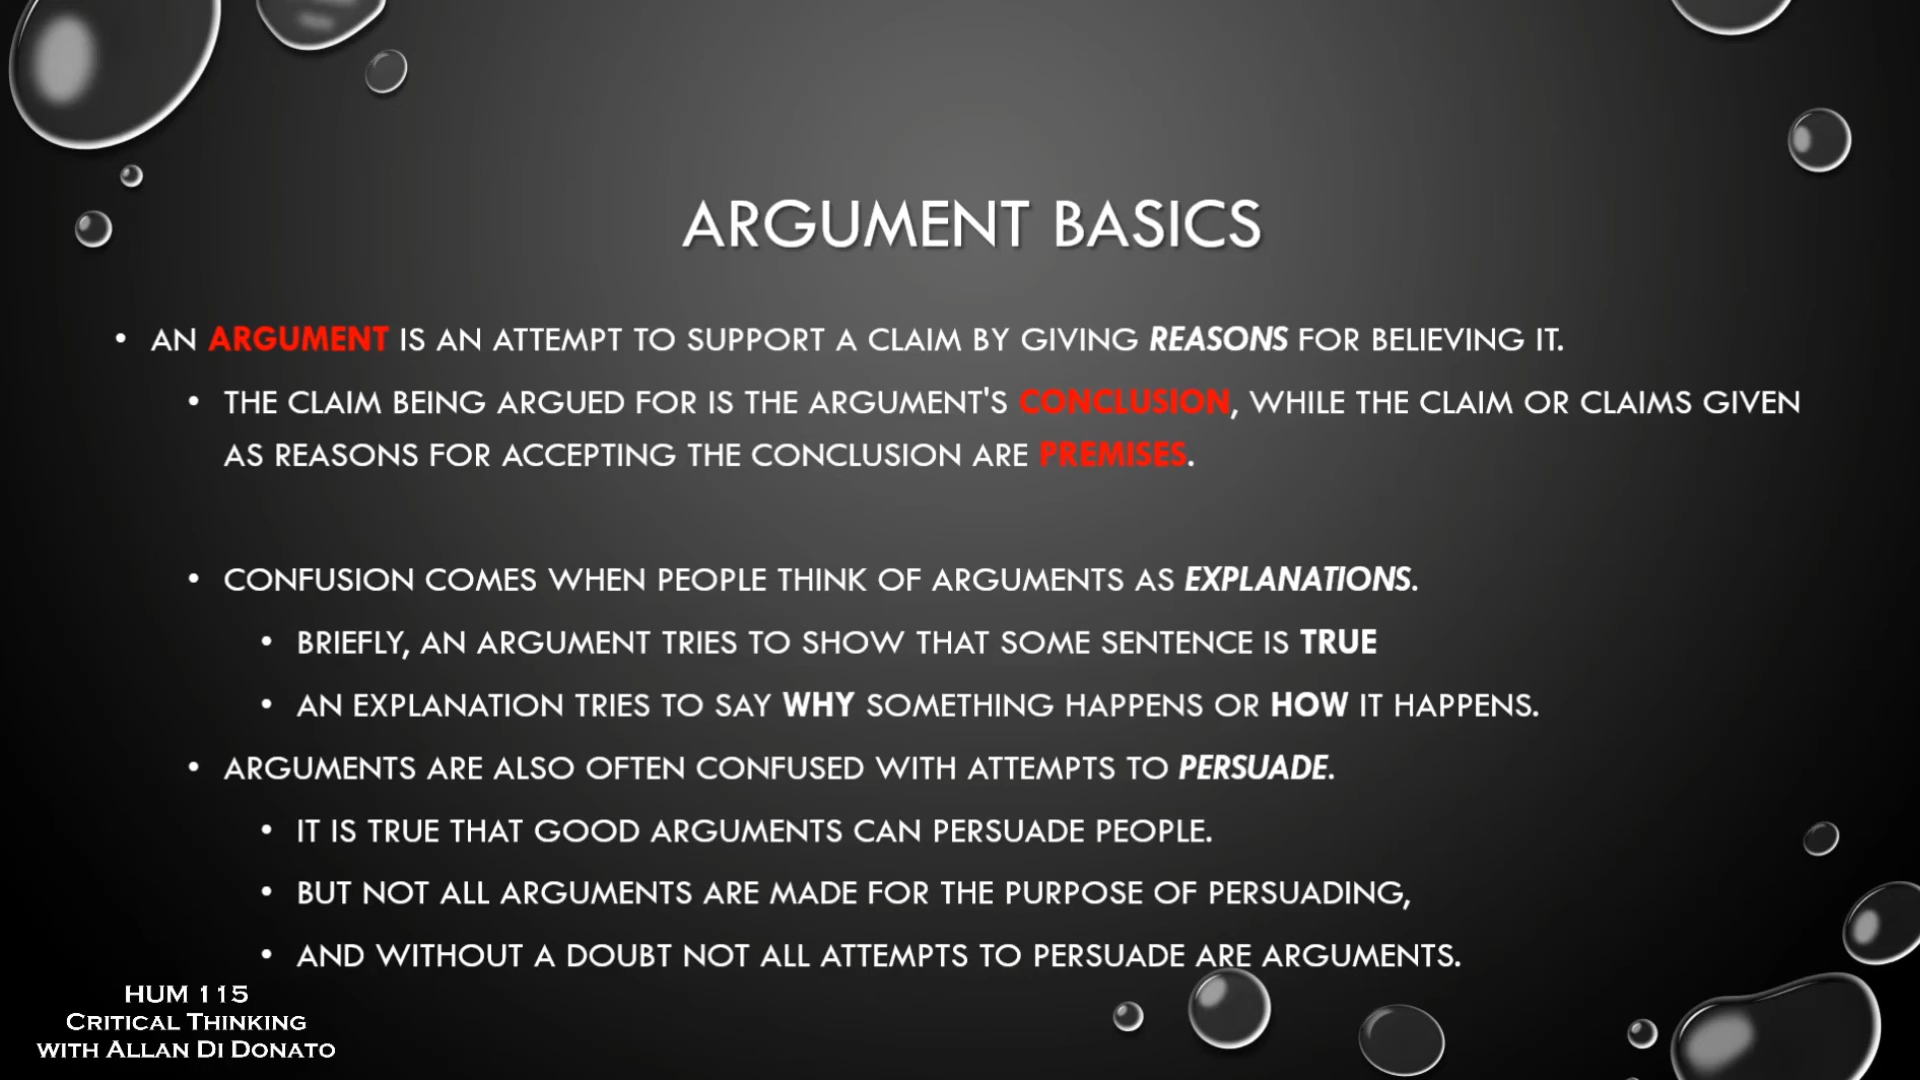 ARGUMENT BASICS
• AN ARGUMENT IS AN ATTEMPT TO SUPPORT A CLAIM BY GIVING REASONS FOR BELIEVING IT.
• THE CLAIM BEING ARGUED FOR IS THE ARGUMENT'S CONCLUSION, WHILE THE CLAIM OR CLAIMS GIVEN
AS REASONS FOR ACCEPTING THE CONCLUSION ARE PREMISES.
• CONFUSION COMES WHEN PEOPLE THINK OF ARGUMENTS AS EXPLANATIONS.
• BRIEFLY, AN ARGUMENT TRIES TO SHOW THAT SOME SENTENCE IS TRUE
• AN EXPLANATION TRIES TO SAY WHY SOMETHING HAPPENS OR HOW IT HAPPENS.
• ARGUMENTS ARE ALSO OFTEN CONFUSED WITH ATTEMPTS TO PERSUADE.
• IT IS TRUE THAT GOOD ARGUMENTS CAN PERSUADE PEOPLE.
• BUT NOT ALL ARGUMENTS ARE MADE FOR THE PURPOSE OF PERSUADING,
• AND WITHOUT A DOUBT NOT ALL ATTEMPTS TO PERSUADE ARE ARGUMENTS.
HUM 115
CRITICAL THINKING
WITH ALLAN DI DONATO